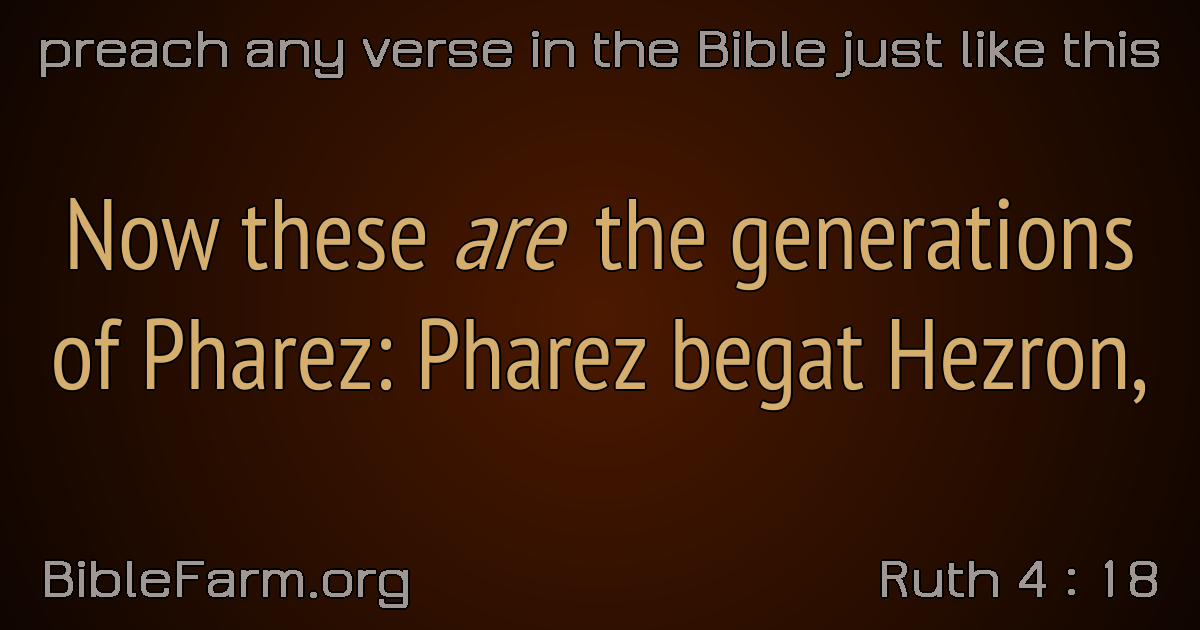 preach any verse in the Bible just like this
Now these are the generations
of Pharez: Pharez begat Hezron,
BibleFarm.org
Ruth 4 : 18